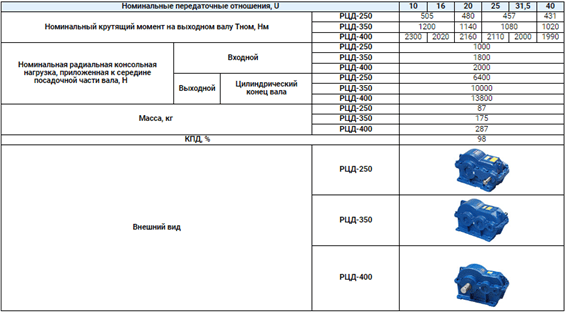 Номинальные передаточные отношения, U 10 16 20 25 31,5 40
Номинальный крутящий момент на выходном валу Тном, Нм
РЦД-250 505 480 457 431
РЦД-350 1200 1140 1080 1020
РЦД-400 2300 2020 2160 2110 2000 1990
Номинальная радиальная консольная
нагрузка, приложенная к середине
посадочной части вала, Н
Входной
РЦД-250 1000
РЦД-350 1800
РЦД-400 2000
Выходной
Цилиндрический
конец вала
РЦД-250 6400
РЦД-350 10000
РЦД-400 13800
Масса, кг
РЦД-250 87
РЦД-350 175
РЦД-400 287
КПД, % 98
Внешний вид
РЦД-250
РЦД-350
РЦД-400